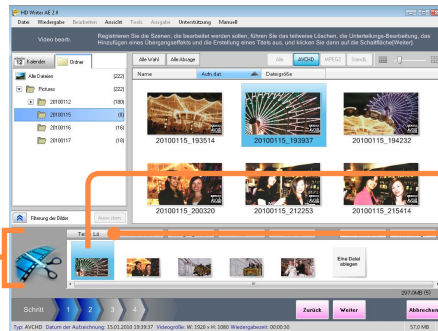 HD Writer AE 2.0
Datei Wiedergabe Bearbeiten Ansicht Tools Ausgabe Unterstützung Manuell
Video bearb.
Registrieren Sie die Szenen, die bearbeitet werden sollen, führen Sie das teilweise Löschen, die Unterteilungs-Bearbeitung, das
Hinzufügen eines Übergangseffekts und die Erstellung eines Titels aus, und klicken Sie dann auf die Schaltfläche[Weiter].
12 Kalender Ordner
Alle Wahl Alle Absage
Alle AVCHD MPEG2 Standb.
Alle Dateien (222)
Pictures (222)
20100112 (180)
20100115 (8)
20100116 (16)
20100117 (18)
Name Aufn.dat. Dateigröße
20100115_193514 20100115_193937 20100115_194232
20100115_200320 20100115_212253 20100115_215414
Filterung der Bilder
Eine Datei
ablegen
297.0MB (5)
Schritt 1 2 3 4
Zurück Weiter Abbrechen
Typ: AVCHD Datum der Aufzeichnung: 15.01.2010 19:39:37 Videogröße: W: 1920 x H: 1080 Wiedergabezeit: 00:00:30 57.0 MB